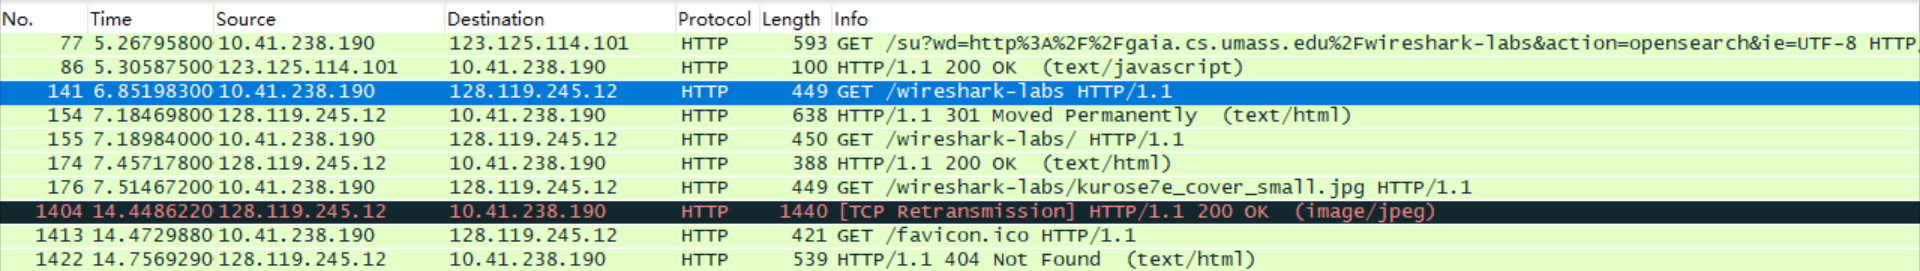 No. Time Source Destination Protocol Length Info
77 5.26795800 10.41.238.190 123.125.114.101 HTTP 593 GET /su?wd=http%3A%2F%2Fgaia.cs.umass.edu%2Fwireshark-labs&action=opensearch&ie=UTF-8 HTTP
86 5.30587500 123.125.114.101 10.41.238.190 HTTP 100 HTTP/1.1 200 OK (text/javascript)
141 6.85198300 10.41.238.190 128.119.245.12 HTTP 449 GET /wireshark-labs HTTP/1.1
154 7.18469800 128.119.245.12 10.41.238.190 HTTP 638 HTTP/1.1 301 Moved Permanently (text/html)
155 7.18984000 10.41.238.190 128.119.245.12 HTTP 450 GET /wireshark-labs/ HTTP/1.1
174 7.45717800 128.119.245.12 10.41.238.190 HTTP 388 HTTP/1.1 200 OK (text/html)
176 7.51467200 10.41.238.190 128.119.245.12 HTTP 449 GET /wireshark-labs/kurose7e_cover_small.jpg HTTP/1.1
1404 14.4486220 128.119.245.12 10.41.238.190 HTTP 1440 [TCP Retransmission] HTTP/1.1 200 OK (image/jpeg)
1413 14.4729880 10.41.238.190 128.119.245.12 HTTP 421 GET /favicon.ico HTTP/1.1
1422 14.7569290 128.119.245.12 10.41.238.190 HTTP 539 HTTP/1.1 404 Not Found (text/html)